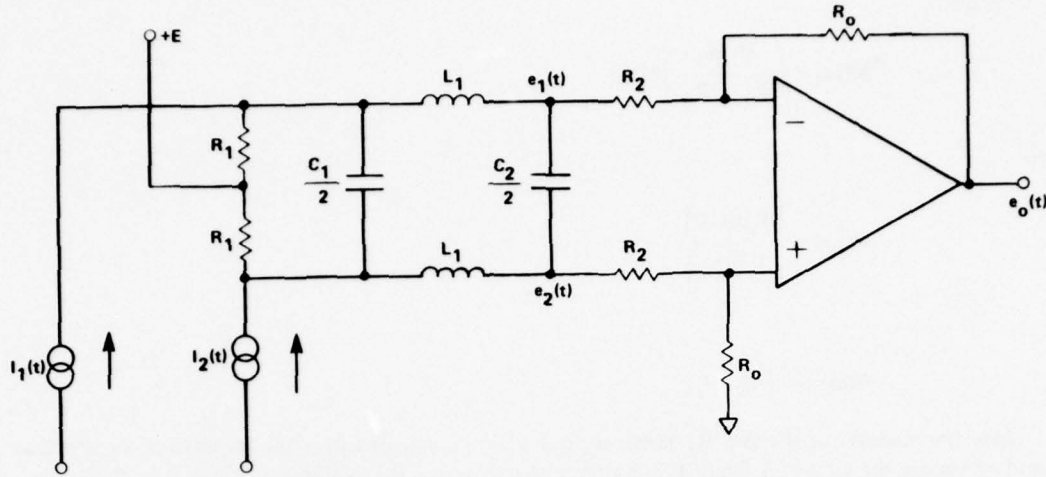 +E
R₀
L₁
e₁(t)
R₂
R₁
C₁/2
C₂/2
−
R₁
L₁
e₂(t)
R₂
+
e₀(t)
I₁(t)
I₂(t)
R₀